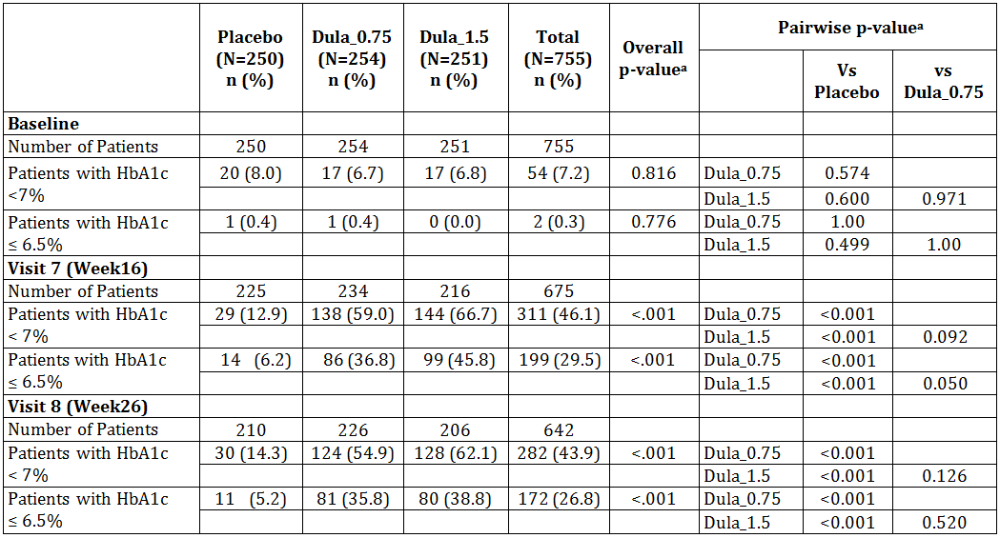 Placebo (N=250) n (%) Dula_0.75 (N=254) n (%) Dula_1.5 (N=251) n (%) Total (N=755) n (%) Overall p-valueᵃ Pairwise p-valueᵃ
Vs Placebo vs Dula_0.75
Baseline
Number of Patients 250 254 251 755
Patients with HbA1c 20 (8.0) 17 (6.7) 17 (6.8) 54 (7.2) 0.816 Dula_0.75 0.574
<7% Dula_1.5 0.600 0.971
Patients with HbA1c 1 (0.4) 1 (0.4) 0 (0.0) 2 (0.3) 0.776 Dula_0.75 1.00
≤ 6.5% Dula_1.5 0.499 1.00
Visit 7 (Week16)
Number of Patients 225 234 216 675
Patients with HbA1c 29 (12.9) 138 (59.0) 144 (66.7) 311 (46.1) <.001 Dula_0.75 <0.001
< 7% Dula_1.5 <0.001 0.092
Patients with HbA1c 14 (6.2) 86 (36.8) 99 (45.8) 199 (29.5) <.001 Dula_0.75 <0.001
≤ 6.5% Dula_1.5 <0.001 0.050
Visit 8 (Week26)
Number of Patients 210 226 206 642
Patients with HbA1c 30 (14.3) 124 (54.9) 128 (62.1) 282 (43.9) <.001 Dula_0.75 <0.001
< 7% Dula_1.5 <0.001 0.126
Patients with HbA1c 11 (5.2) 81 (35.8) 80 (38.8) 172 (26.8) <.001 Dula_0.75 <0.001
≤ 6.5% Dula_1.5 <0.001 0.520